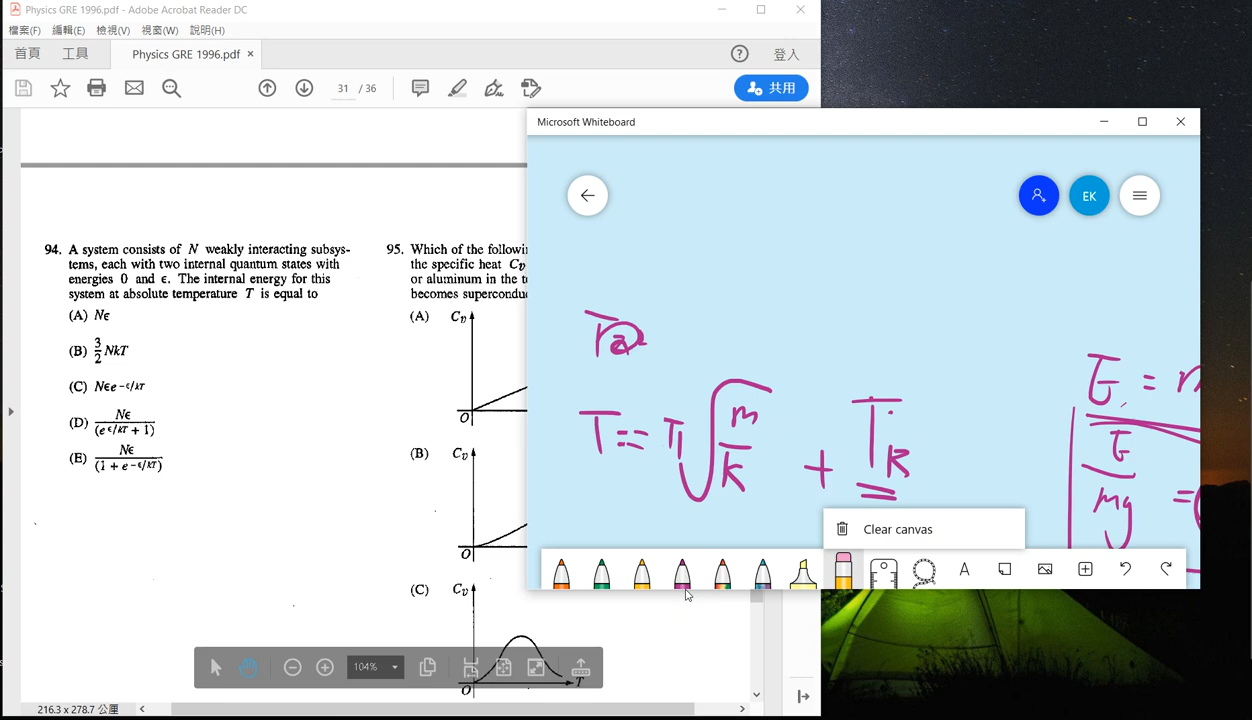 Physics GRE 1996.pdf - Adobe Acrobat Reader DC
檔案(F) 編輯(E) 檢視(V) 視窗(W) 說明(H)
首頁 工具 Physics GRE 1996.pdf × 登入
31 / 36 共用
94. A system consists of N weakly interacting subsys-
tems, each with two internal quantum states with
energies 0 and ϵ. The internal energy for this
system at absolute temperature T is equal to
(A) Nϵ
(B) 3/2 NkT
(C) Nϵe^{-ϵ/kT}
(D) Nϵ/(e^{ϵ/kT} + 1)
(E) Nϵ/(1 + e^{-ϵ/kT})
95. Which of the followi
the specific heat Cv
or aluminum in the t
becomes supercondu
(A) Cv
O
(B) Cv
O
(C) Cv
O T
104%
216.3 x 278.7 公厘
Microsoft Whiteboard
EK
T = π√(m/k) + T_k
Clear canvas
A